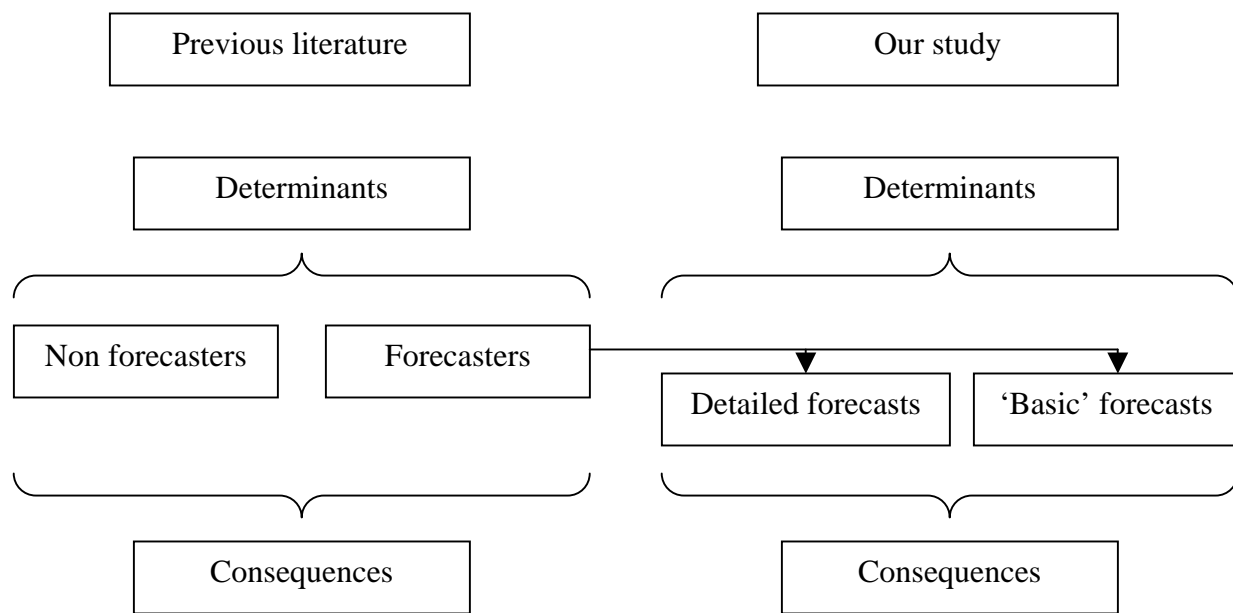 Previous literature
Our study
Determinants
Determinants
Non forecasters
Forecasters
Detailed forecasts
‘Basic’ forecasts
Consequences
Consequences